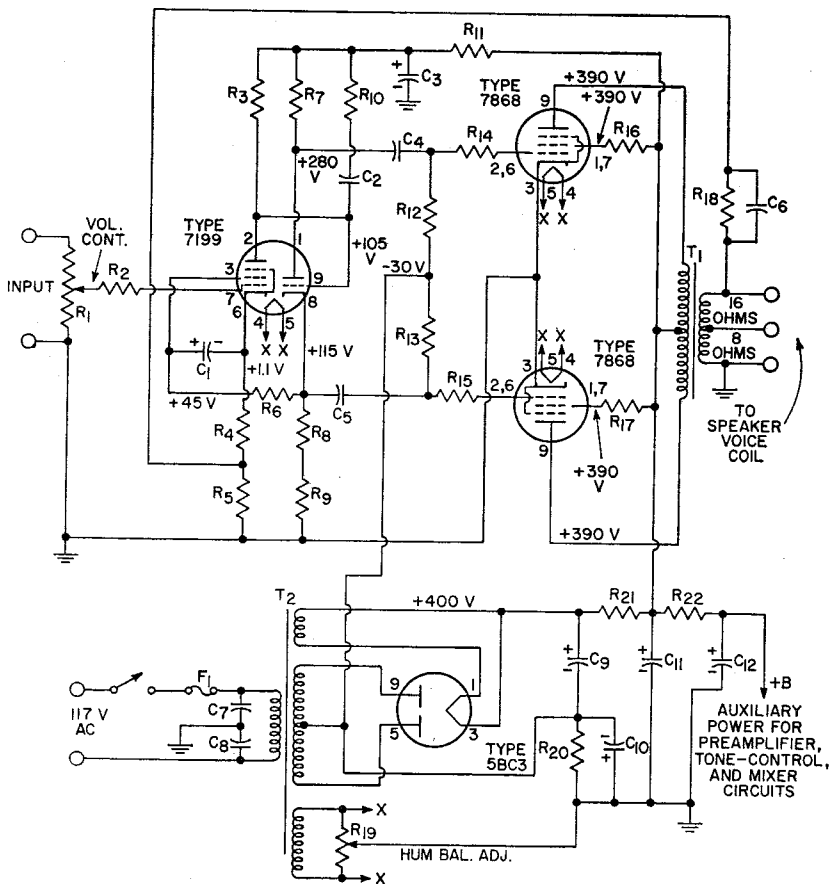 R11
TYPE
7868
+390 V
+390 V
R3
R7
R10
C3
9
R14
R16
C4
+280
V
C2
2,6
1,7
3
5
4
X
X
R18
C6
VOL.
CONT.
TYPE
7199
2
1
+105
V
R12
-30 V
T1
INPUT
R1
R2
3
7
9
6
8
4
5
X
X
16
OHMS
8
OHMS
C1
+1.1 V
+115 V
R13
X
X
3
5
4
TYPE
7868
+45 V
R6
C5
R15
2,6
1,7
R17
TO
SPEAKER
VOICE
COIL
R4
R8
9
+390
V
R5
R9
+390 V
T2
+400 V
R21
R22
F1
9
1
C9
C11
C12
+B
117 V
AC
C7
C8
5
3
TYPE
5BC3
R20
C10
AUXILIARY
POWER FOR
PREAMPLIFIER,
TONE-CONTROL,
AND MIXER
CIRCUITS
X
R19
HUM BAL. ADJ.
X